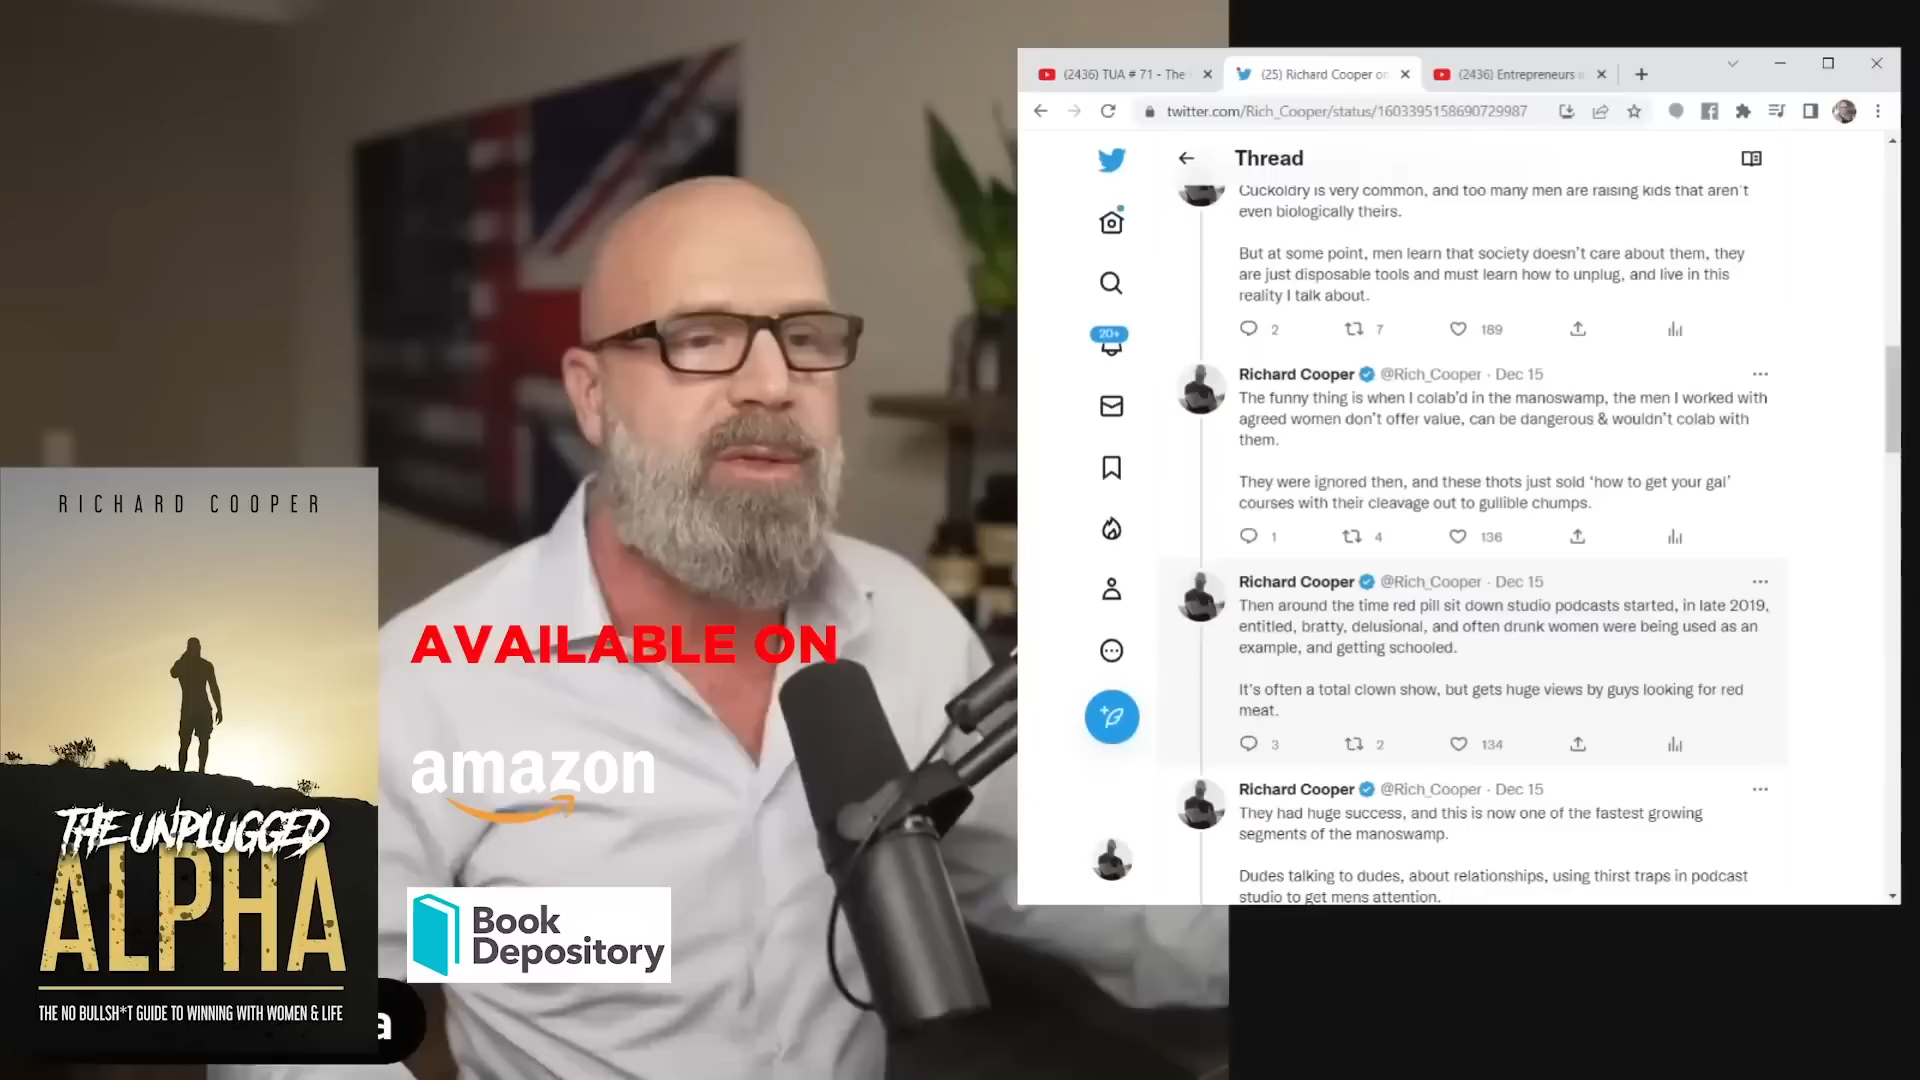 RICHARD COOPER
THE UNPLUGGED
ALPHA
THE NO BULLSH*T GUIDE TO WINNING WITH WOMEN & LIFE
a
AVAILABLE ON
amazon
Book
Depository
(2436) TUA # 71 - The
(25) Richard Cooper on
(2436) Entrepreneurs
twitter.com/Rich_Cooper/status/1603395158690729987
20+
Thread
Cuckoldry is very common, and too many men are raising kids that aren't
even biologically theirs.
But at some point, men learn that society doesn't care about them, they
are just disposable tools and must learn how to unplug, and live in this
reality I talk about.
2 7 189
Richard Cooper @Rich_Cooper · Dec 15
The funny thing is when I colab'd in the manoswamp, the men I worked with
agreed women don't offer value, can be dangerous & wouldn't colab with
them.
They were ignored then, and these thots just sold 'how to get your gal'
courses with their cleavage out to gullible chumps.
1 4 136
Richard Cooper @Rich_Cooper · Dec 15
Then around the time red pill sit down studio podcasts started, in late 2019,
entitled, bratty, delusional, and often drunk women were being used as an
example, and getting schooled.
It's often a total clown show, but gets huge views by guys looking for red
meat.
3 2 134
Richard Cooper @Rich_Cooper · Dec 15
They had huge success, and this is now one of the fastest growing
segments of the manoswamp.
Dudes talking to dudes, about relationships, using thirst traps in podcast
studio to get mens attention.